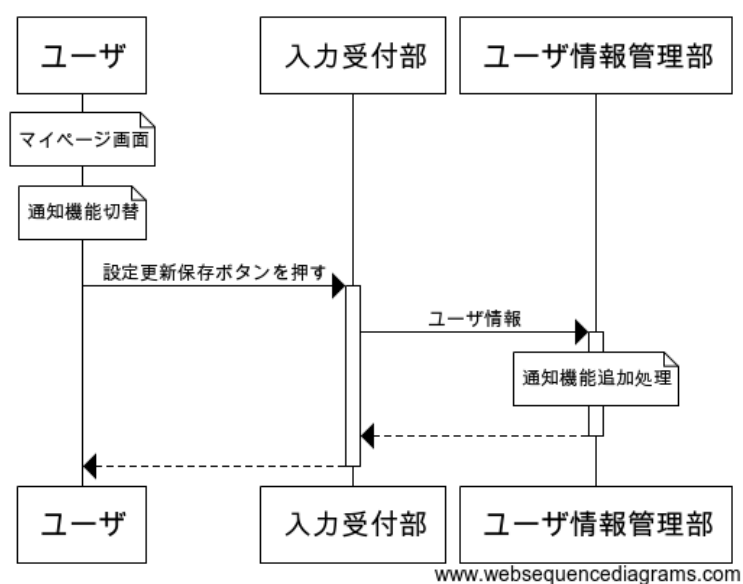 ユーザ
入力受付部
ユーザ情報管理部
マイページ画面
通知機能切替
設定更新保存ボタンを押す
ユーザ情報
通知機能追加処理
ユーザ
入力受付部
ユーザ情報管理部
www.websequencediagrams.com